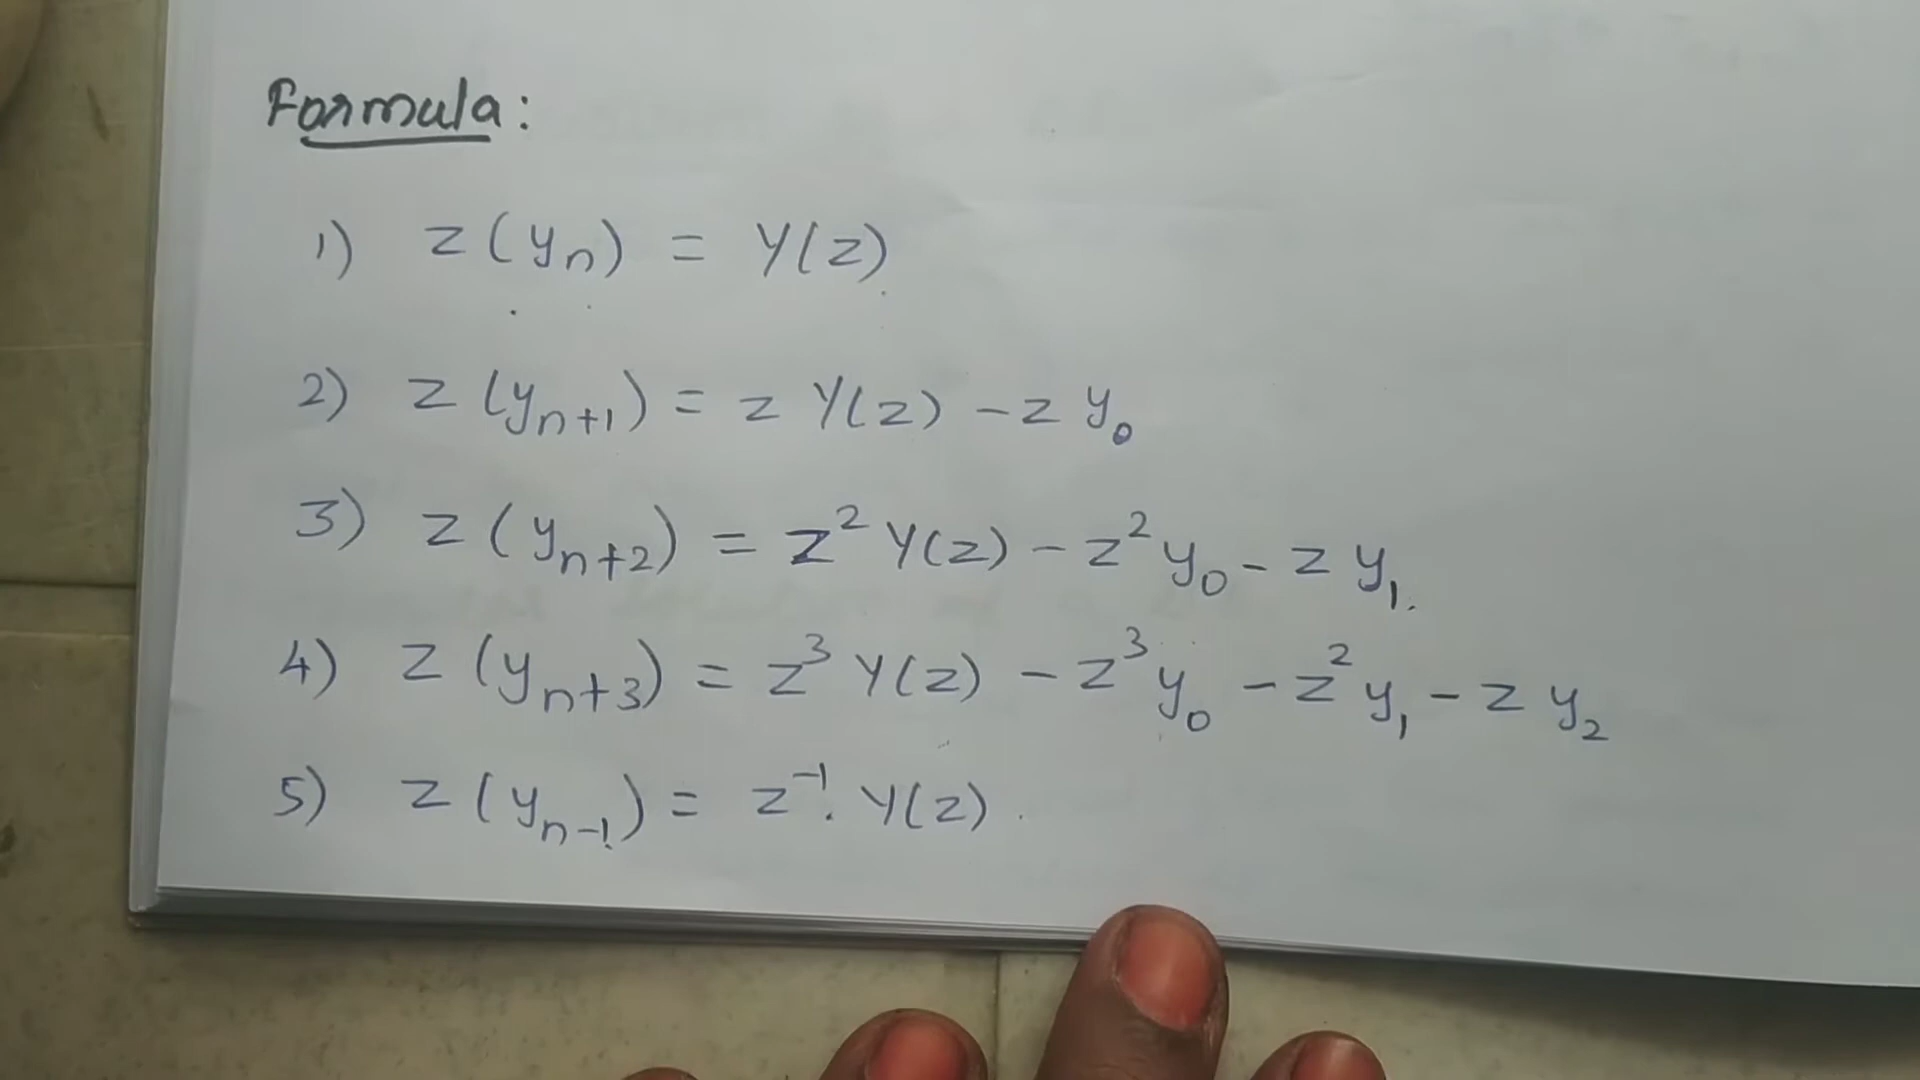 Formula:
1) z(yₙ) = Y(z)
2) z(yₙ₊₁) = z Y(z) - z y₀
3) z(yₙ₊₂) = z² Y(z) - z² y₀ - z y₁.
4) z(yₙ₊₃) = z³ Y(z) - z³ y₀ - z² y₁ - z y₂
5) z(yₙ₋₁) = z⁻¹. Y(z).